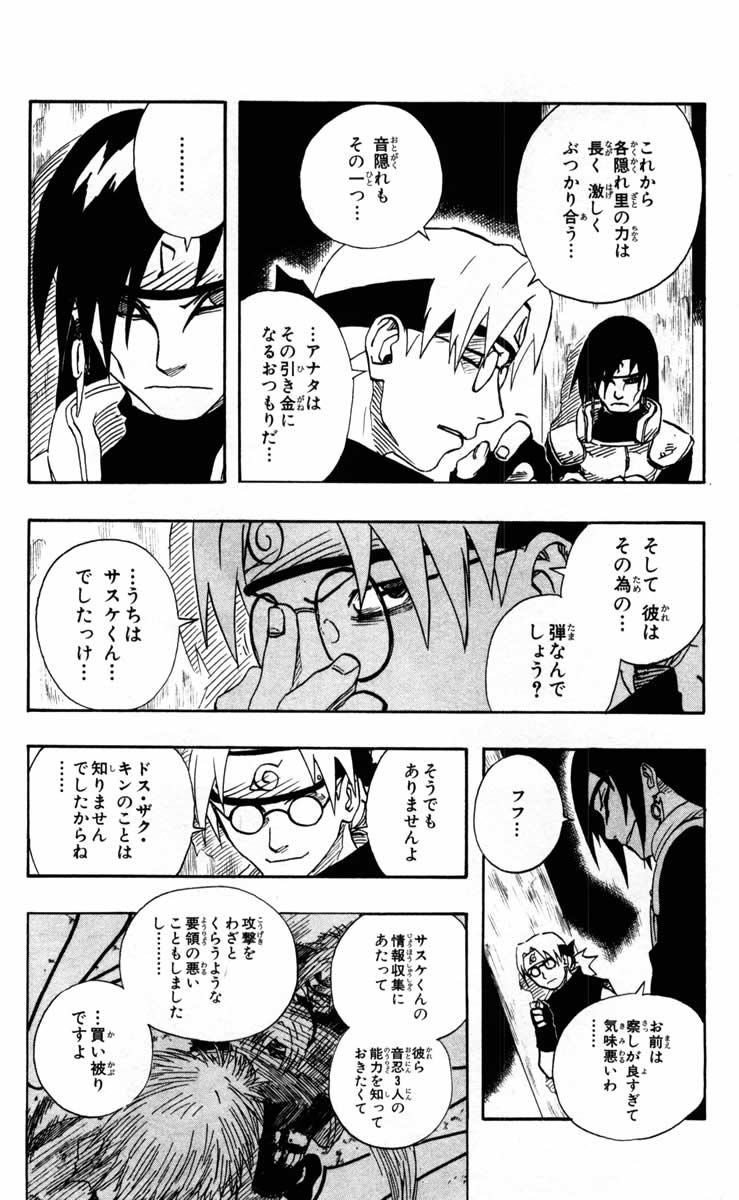 これから
各隠れ里の力は
長く 激しく
ぶつかり合う…
音隠れも
その一つ…
…アナタは
その引き金に
なるおつもりだ…
………
そして 彼は
その為の…
弾なんで
しょう?
…うちは
サスケくん…
でしたっけ…
フフ…
お前は
察しが良すぎて
気味悪いわ
そうでも
ありませんよ
ドス・ザク・
キンのことは
知りません
でしたからね
……
サスケくんの
情報収集に
あたって
彼ら
音忍3人の
能力を知って
おきたくて
攻撃を
わざと
くらうような
要領の悪い
こともしました
し……
…買い被り
ですよ